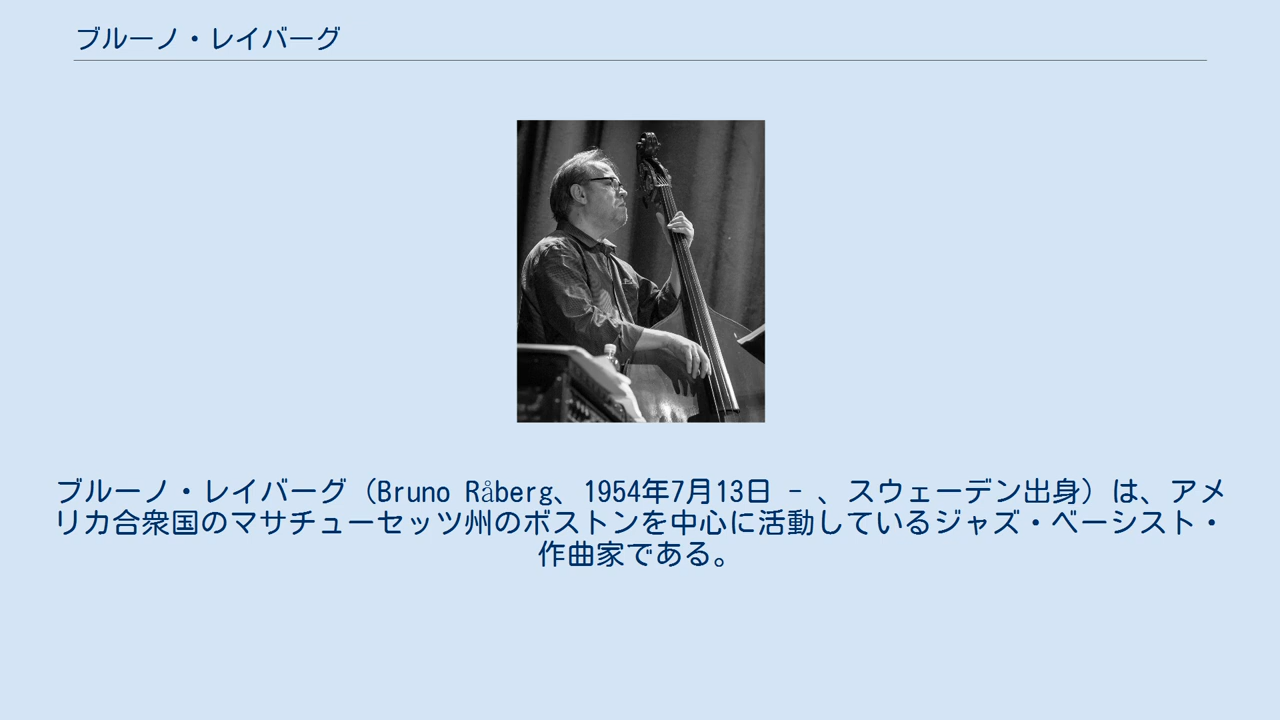 ブルーノ・レイバーグ
ブルーノ・レイバーグ（Bruno Råberg、1954年7月13日 - 、スウェーデン出身）は、アメ
リカ合衆国のマサチューセッツ州のボストンを中心に活動しているジャズ・ベーシスト・
作曲家である。